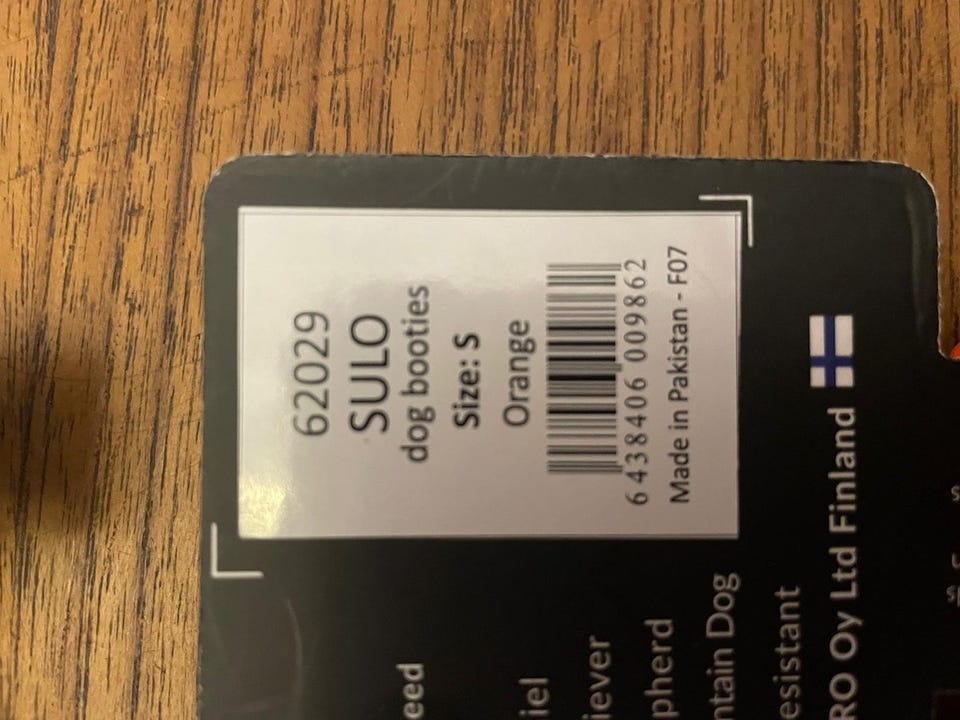 62029
SULO
dog booties
Size: S
Orange
6 438406 009862
Made in Pakistan - F07
eed
iel
iever
pherd
ntain Dog
esistant
RO Oy Ltd Finland